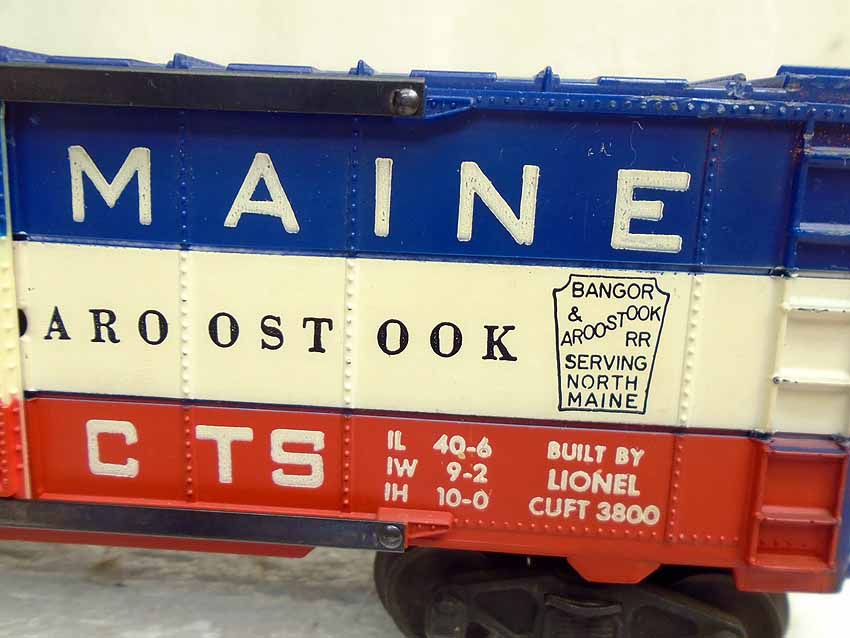 MAINE
AROOSTOOK
BANGOR
&
AROOSTOOK
RR
SERVING
NORTH
MAINE
CTS
IL 40-6
IW 9-2
IH 10-0
BUILT BY
LIONEL
CUFT 3800